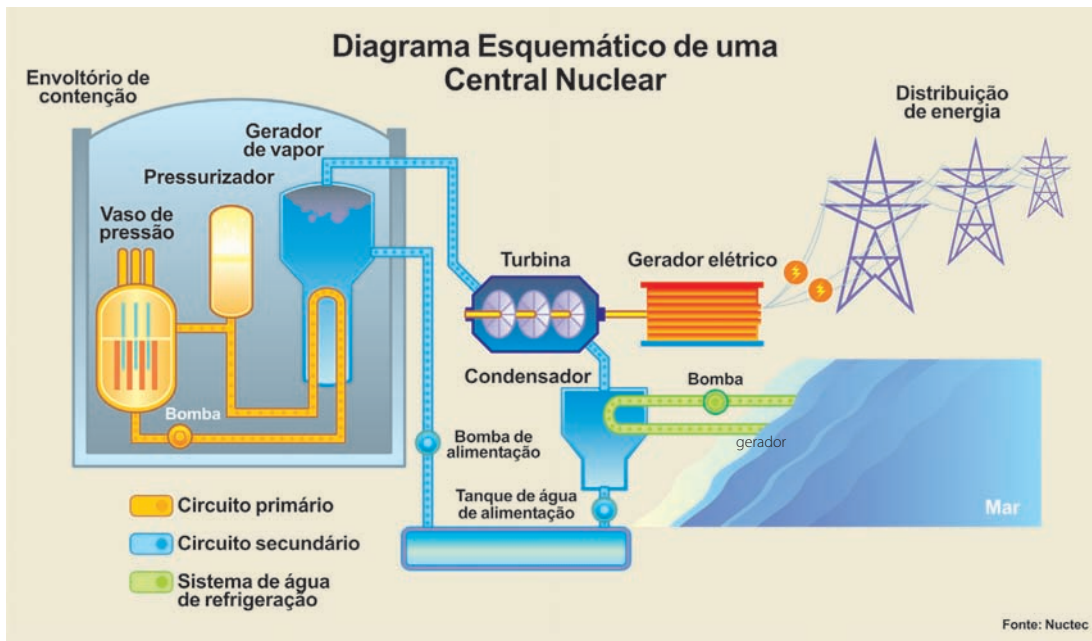 Diagrama Esquemático de uma
Central Nuclear
Envoltório de
contenção
Gerador
de vapor
Pressurizador
Vaso de
pressão
Bomba
Distribuição
de energia
Turbina
Gerador elétrico
Condensador
Bomba
gerador
Bomba de
alimentação
Tanque de água
de alimentação
Mar
Circuito primário
Circuito secundário
Sistema de água
de refrigeração
Fonte: Nuctec